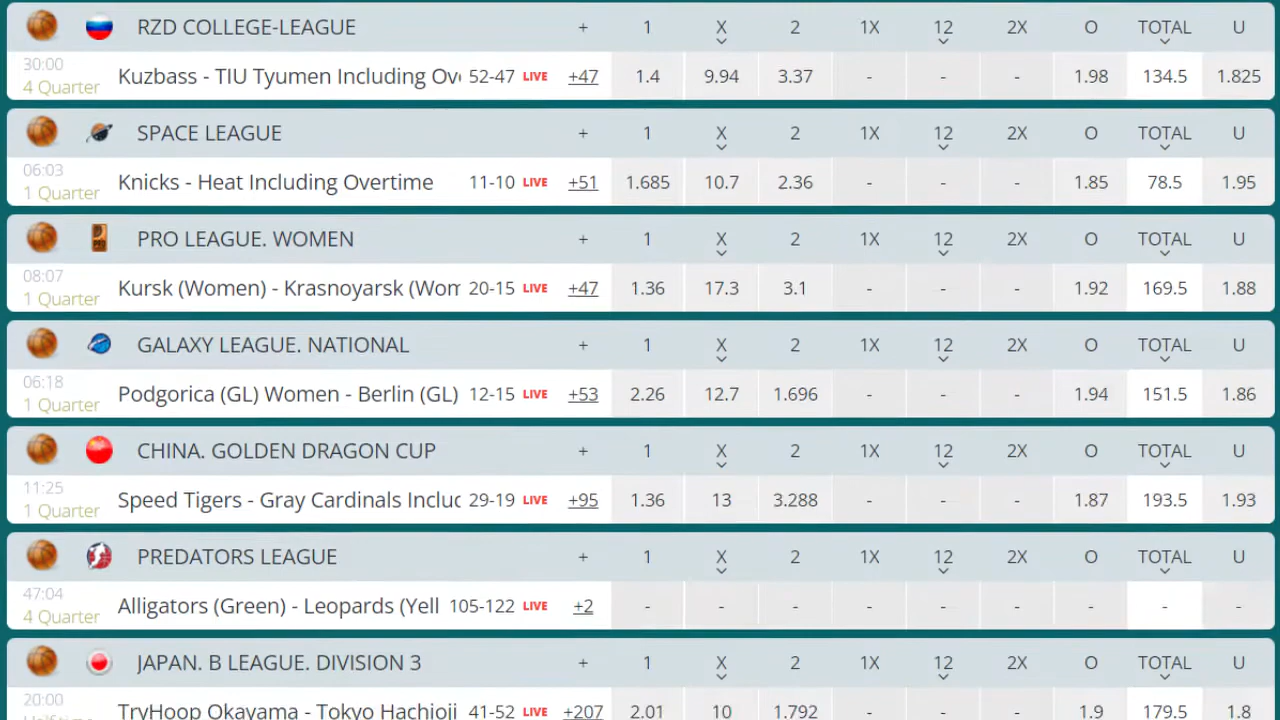 RZD COLLEGE-LEAGUE + 1 X 2 1X 12 2X O TOTAL U
30:00
4 Quarter
Kuzbass - TIU Tyumen Including Ov 52-47 LIVE +47 1.4 9.94 3.37 - - - 1.98 134.5 1.825
SPACE LEAGUE + 1 X 2 1X 12 2X O TOTAL U
06:03
1 Quarter
Knicks - Heat Including Overtime 11-10 LIVE +51 1.685 10.7 2.36 - - - 1.85 78.5 1.95
PRO LEAGUE. WOMEN + 1 X 2 1X 12 2X O TOTAL U
08:07
1 Quarter
Kursk (Women) - Krasnoyarsk (Wom 20-15 LIVE +47 1.36 17.3 3.1 - - - 1.92 169.5 1.88
GALAXY LEAGUE. NATIONAL + 1 X 2 1X 12 2X O TOTAL U
06:18
1 Quarter
Podgorica (GL) Women - Berlin (GL) 12-15 LIVE +53 2.26 12.7 1.696 - - - 1.94 151.5 1.86
CHINA. GOLDEN DRAGON CUP + 1 X 2 1X 12 2X O TOTAL U
11:25
1 Quarter
Speed Tigers - Gray Cardinals Includ 29-19 LIVE +95 1.36 13 3.288 - - - 1.87 193.5 1.93
PREDATORS LEAGUE + 1 X 2 1X 12 2X O TOTAL U
47:04
4 Quarter
Alligators (Green) - Leopards (Yell 105-122 LIVE +2 - - - - - - - - -
JAPAN. B LEAGUE. DIVISION 3 + 1 X 2 1X 12 2X O TOTAL U
20:00
Half time
TryHoop Okayama - Tokyo Hachioji 41-52 LIVE +207 2.01 10 1.792 - - - 1.9 179.5 1.8